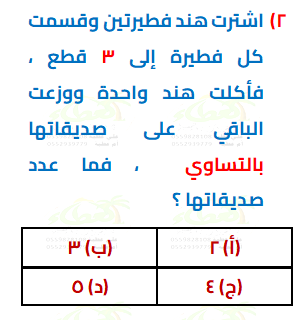 ٢) اشترت هند فطيرتين وقسمت
كل فطيرة إلى ٣ قطع ،
فأكلت هند واحدة ووزعت
الباقي على صديقاتها
بالتساوي ، فما عدد
صديقاتها ؟
(أ) ٢ (ب) ٣
(ج) ٤ (د) ٥